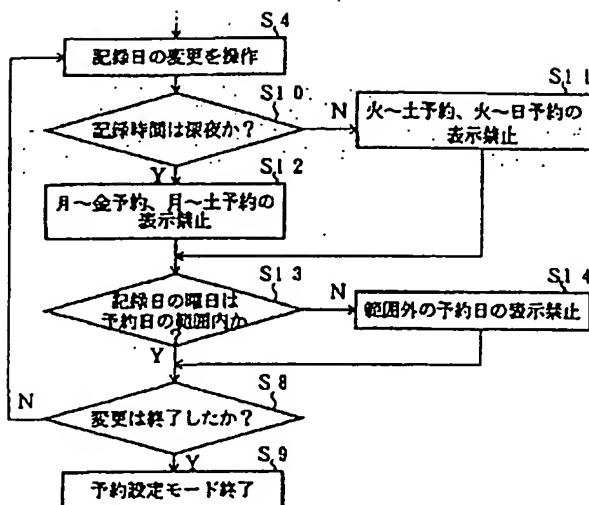 S4
記録日の変更を操作
S10
記録時間は深夜か?
N
S11
火~土予約、火~日予約の
表示禁止
Y
S12
月~金予約、月~土予約の
表示禁止
S13
記録日の曜日は
予約日の範囲内か
?
N
S14
範囲外の予約日の表示禁止
Y
S8
変更は終了したか?
N
Y
S9
予約設定モード終了